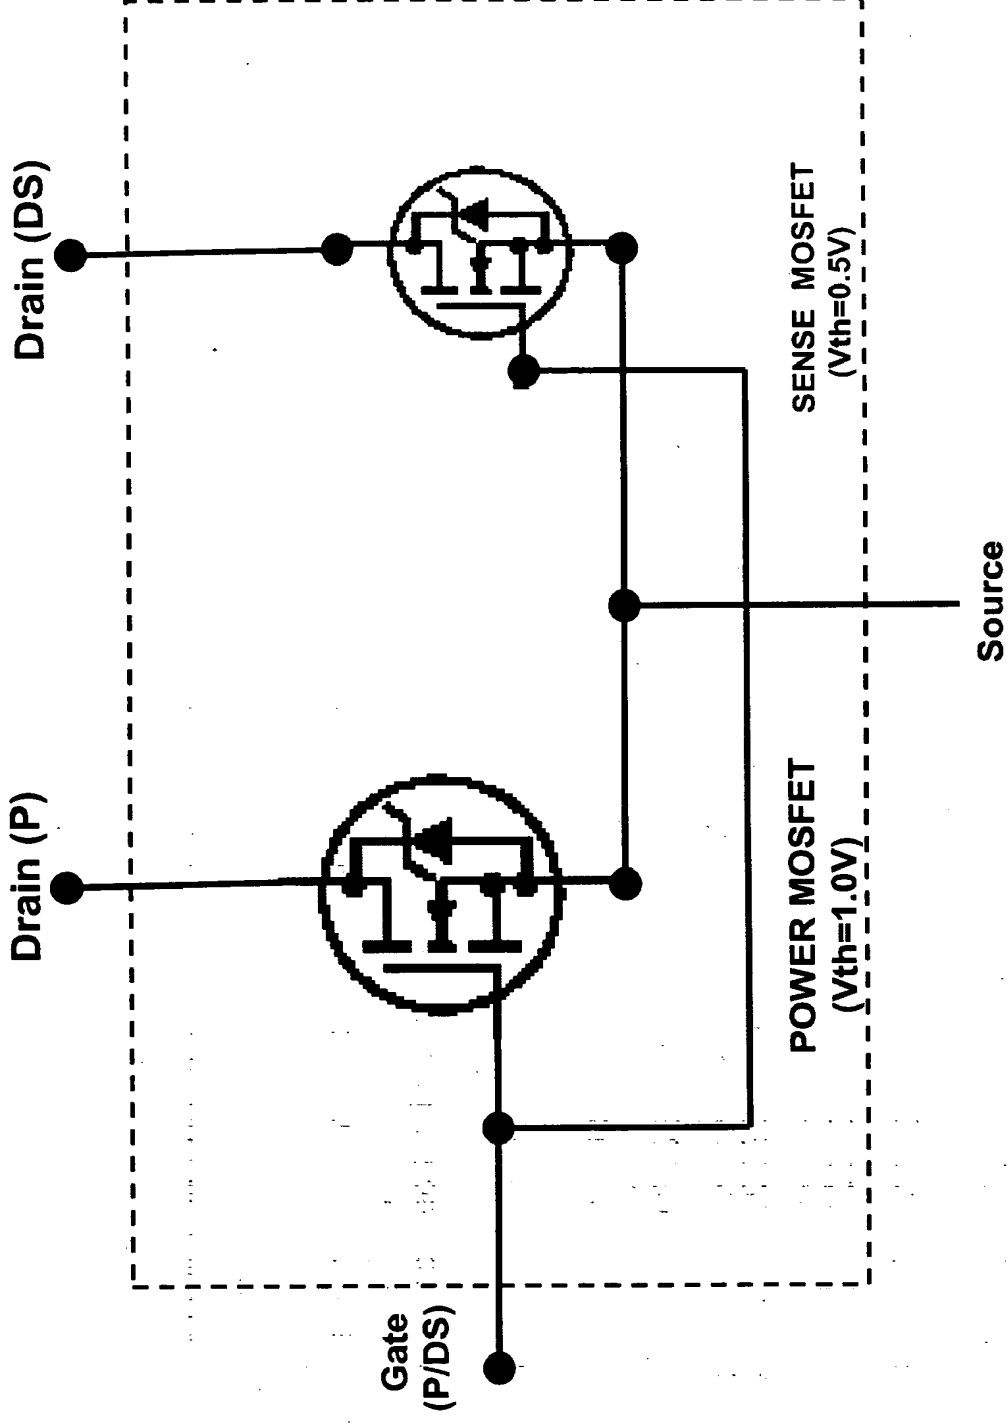 Drain (P)
Drain (DS)
Gate
(P/DS)
POWER MOSFET
(Vth=1.0V)
SENSE MOSFET
(Vth=0.5V)
Source